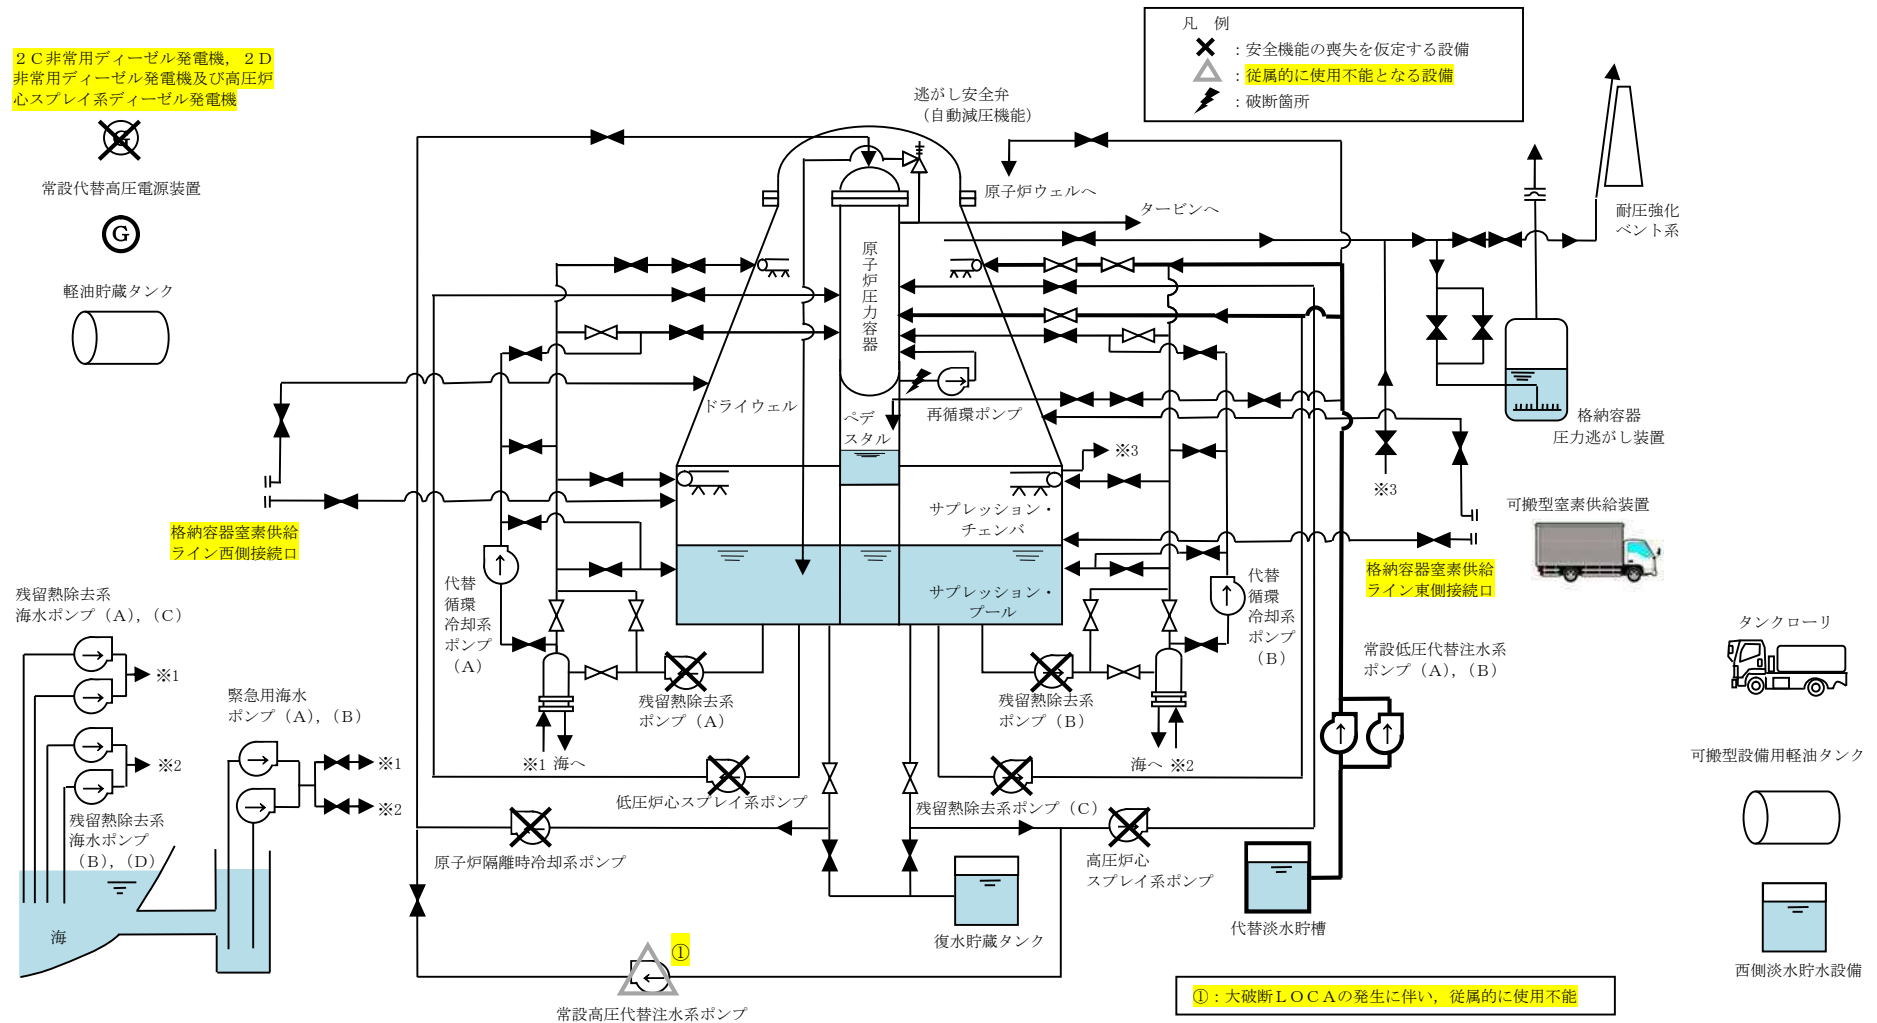 凡　例
：安全機能の喪失を仮定する設備
：従属的に使用不能となる設備
：破断箇所
２Ｃ非常用ディーゼル発電機，２Ｄ
非常用ディーゼル発電機及び高圧炉
心スプレイ系ディーゼル発電機
G
常設代替高圧電源装置
G
軽油貯蔵タンク
逃がし安全弁
（自動減圧機能）
原子炉ウェルへ
タービンへ
耐圧強化
ベント系
原子炉圧力容器
ドライウェル
ペデ
スタル
再循環ポンプ
※3
※3
格納容器
圧力逃がし装置
可搬型窒素供給装置
格納容器窒素供給
ライン西側接続口
サプレッション・
チェンバ
サプレッション・
プール
格納容器窒素供給
ライン東側接続口
代替
循環
冷却系
ポンプ
（A）
代替
循環
冷却系
ポンプ
（B）
残留熱除去系
海水ポンプ（A），（C）
※1
緊急用海水
ポンプ（A），（B）
※1
※2
※2
残留熱除去系
海水ポンプ
（B），（D）
海
残留熱除去系
ポンプ（A）
残留熱除去系
ポンプ（B）
※1 海へ
海へ ※2
低圧炉心スプレイ系ポンプ
残留熱除去系ポンプ（C）
原子炉隔離時冷却系ポンプ
高圧炉心
スプレイ系ポンプ
常設低圧代替注水系
ポンプ（A），（B）
タンクローリ
可搬型設備用軽油タンク
代替淡水貯槽
復水貯蔵タンク
西側淡水貯水設備
①
常設高圧代替注水系ポンプ
①：大破断ＬＯＣＡの発生に伴い，従属的に使用不能